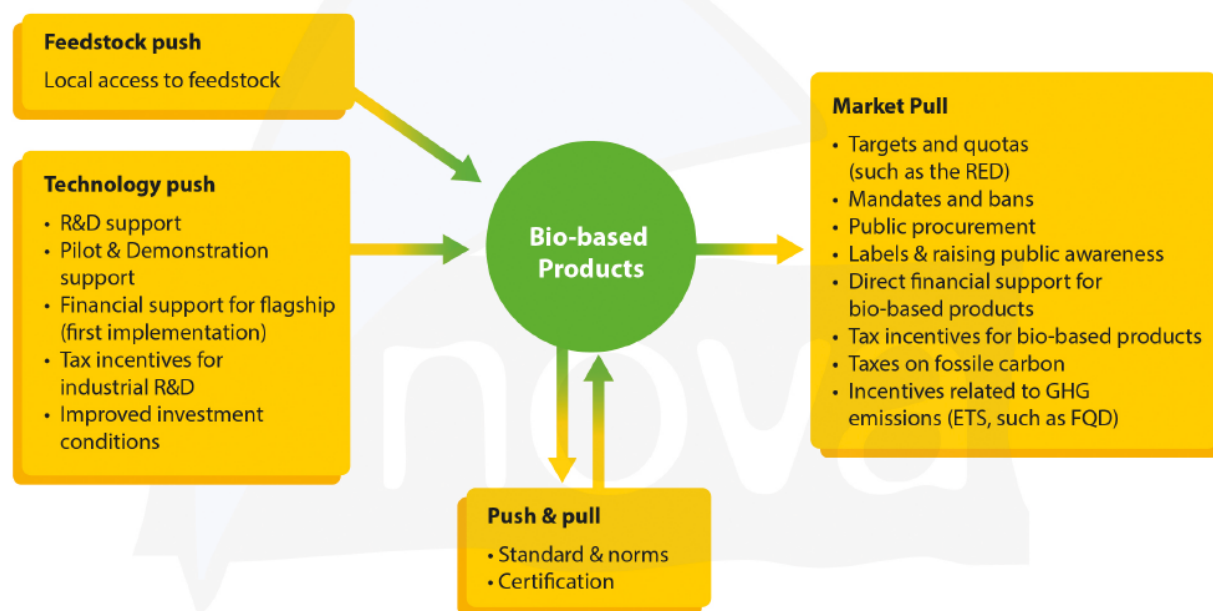 Feedstock push
Local access to feedstock
Technology push
• R&D support
• Pilot & Demonstration
support
• Financial support for flagship
(first implementation)
• Tax incentives for
industrial R&D
• Improved investment
conditions
Bio-based
Products
Market Pull
• Targets and quotas
(such as the RED)
• Mandates and bans
• Public procurement
• Labels & raising public awareness
• Direct financial support for
bio-based products
• Tax incentives for bio-based products
• Taxes on fossile carbon
• Incentives related to GHG
emissions (ETS, such as FQD)
Push & pull
• Standard & norms
• Certification
nova